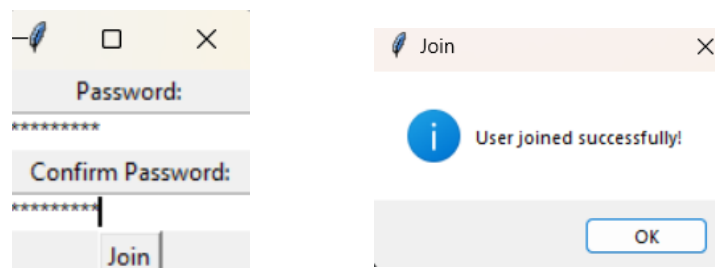 Password:
*********
Confirm Password:
*********
Join
Join
User joined successfully!
OK